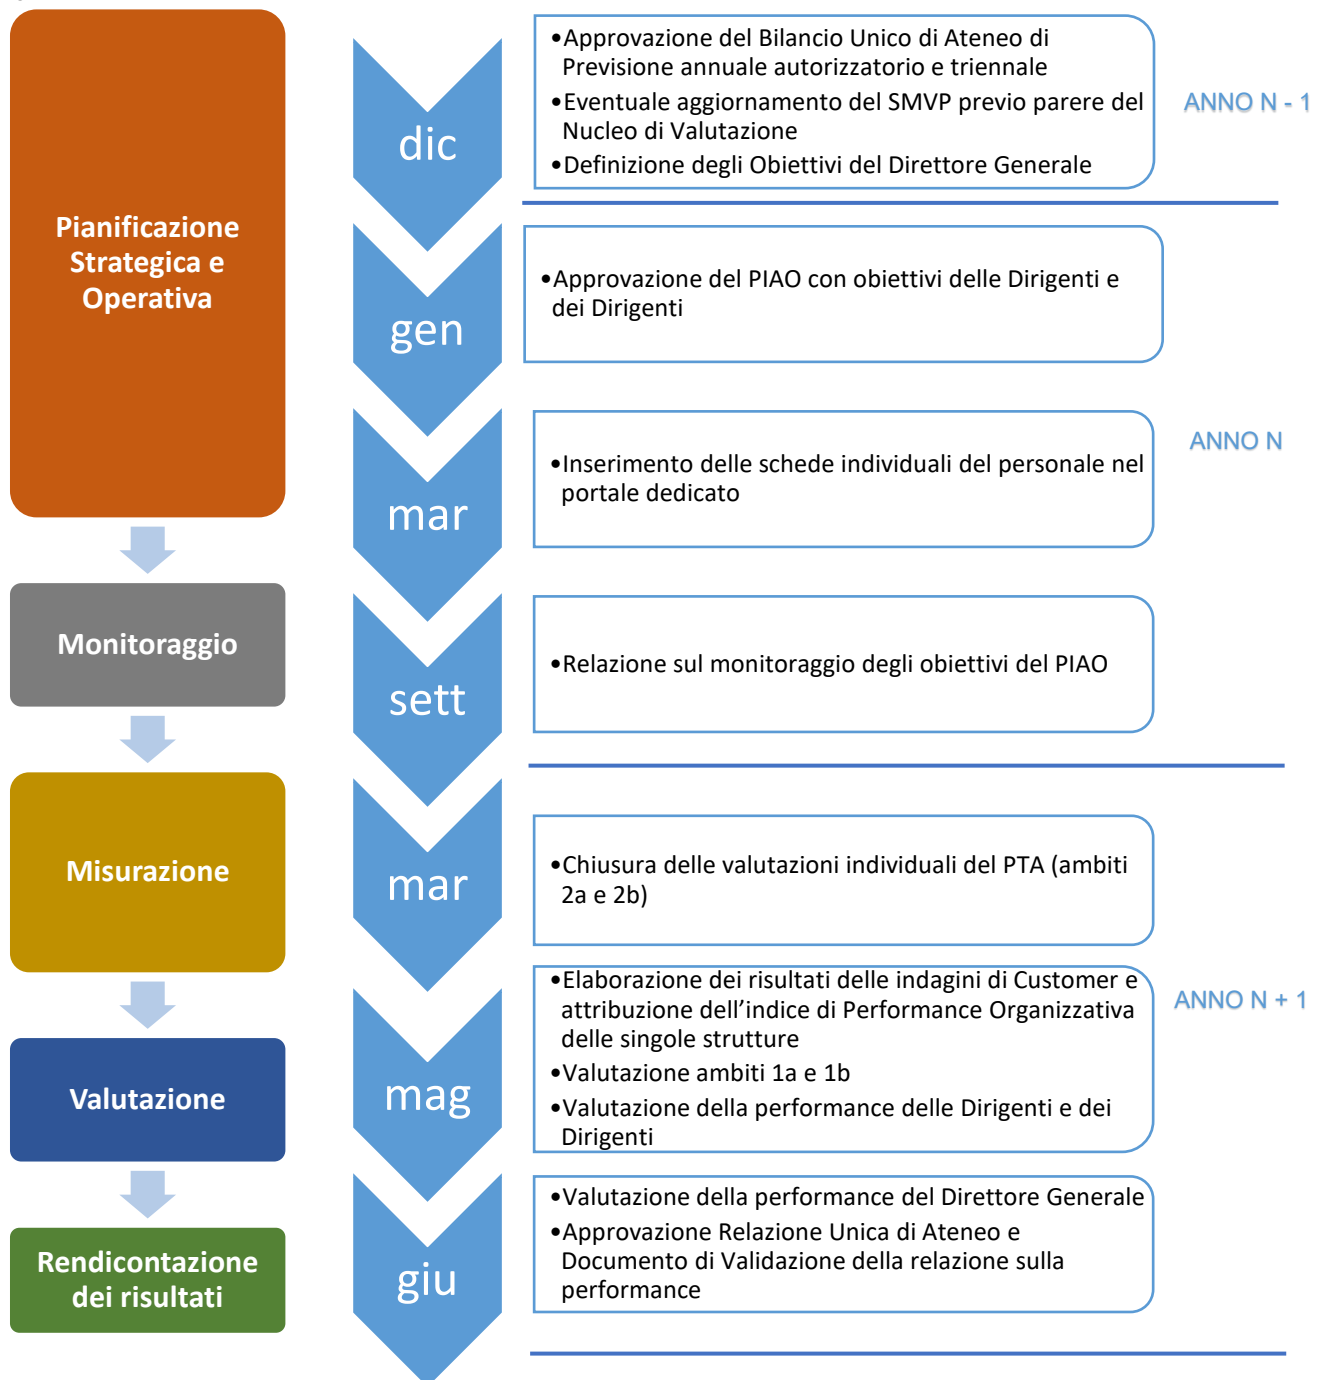 Pianificazione
Strategica e
Operativa
dic
•Approvazione del Bilancio Unico di Ateneo di
Previsione annuale autorizzatorio e triennale
•Eventuale aggiornamento del SMVP previo parere del
Nucleo di Valutazione
•Definizione degli Obiettivi del Direttore Generale
ANNO N - 1
gen
•Approvazione del PIAO con obiettivi delle Dirigenti e
dei Dirigenti
mar
•Inserimento delle schede individuali del personale nel
portale dedicato
ANNO N
Monitoraggio
sett
•Relazione sul monitoraggio degli obiettivi del PIAO
Misurazione
mar
•Chiusura delle valutazioni individuali del PTA (ambiti
2a e 2b)
Valutazione
mag
•Elaborazione dei risultati delle indagini di Customer e
attribuzione dell’indice di Performance Organizzativa
delle singole strutture
•Valutazione ambiti 1a e 1b
•Valutazione della performance delle Dirigenti e dei
Dirigenti
ANNO N + 1
Rendicontazione
dei risultati
giu
•Valutazione della performance del Direttore Generale
•Approvazione Relazione Unica di Ateneo e
Documento di Validazione della relazione sulla
performance